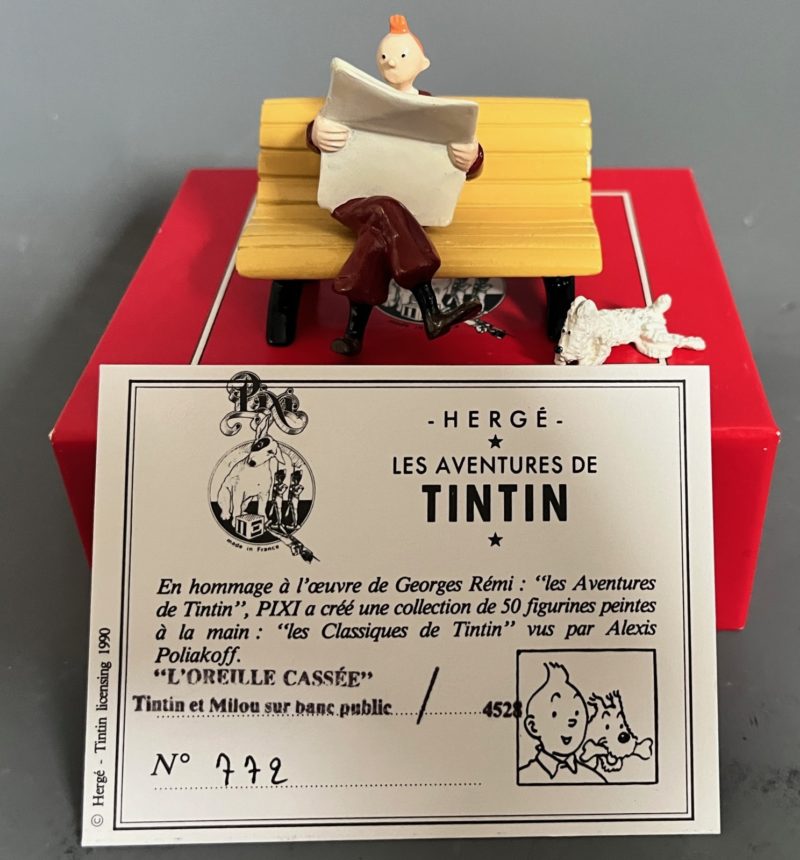 Pixi
made in France
- HERGÉ -
LES AVENTURES DE
TINTIN
En hommage à l'œuvre de Georges Rémi : "les Aventures
de Tintin", PIXI a créé une collection de 50 figurines peintes
à la main : "les Classiques de Tintin" vus par Alexis
Poliakoff.
"L'OREILLE CASSÉE"
Tintin et Milou sur banc public / 4528
N° 772
© Hergé - Tintin licensing 1990